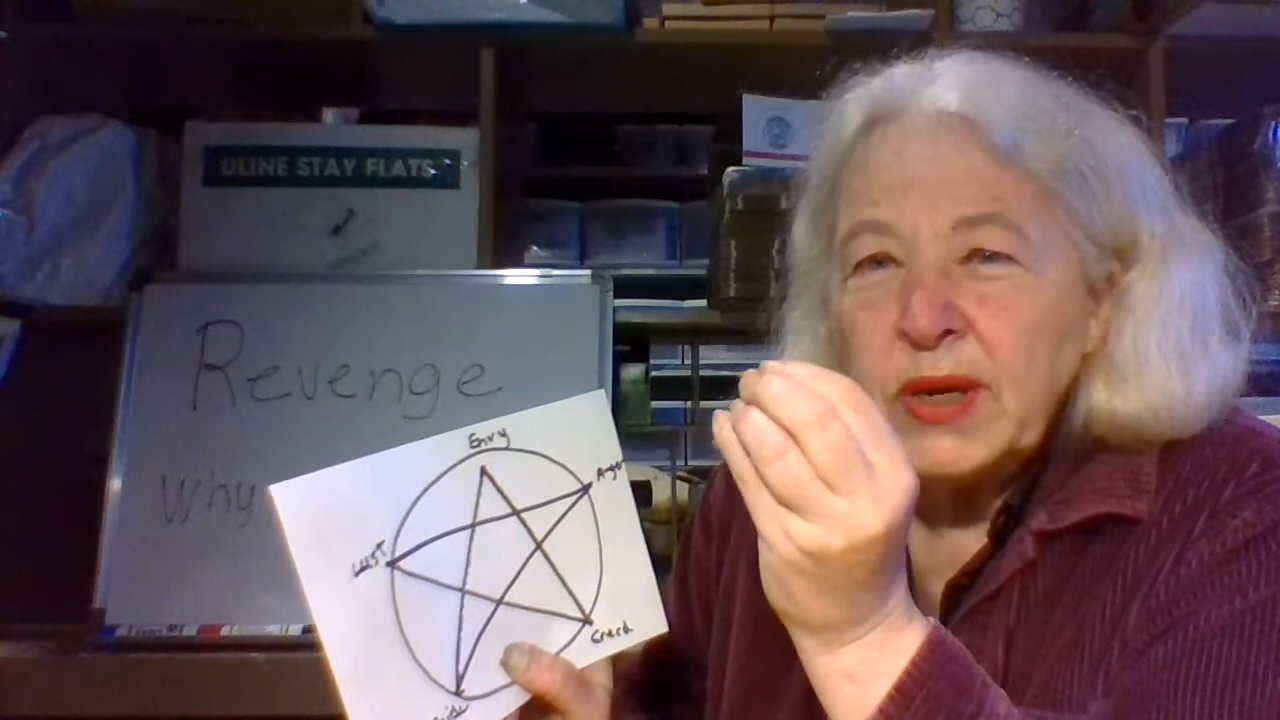 ULINE STAY FLATS
Revenge
Why
Envy
Anger
LUST
Greed